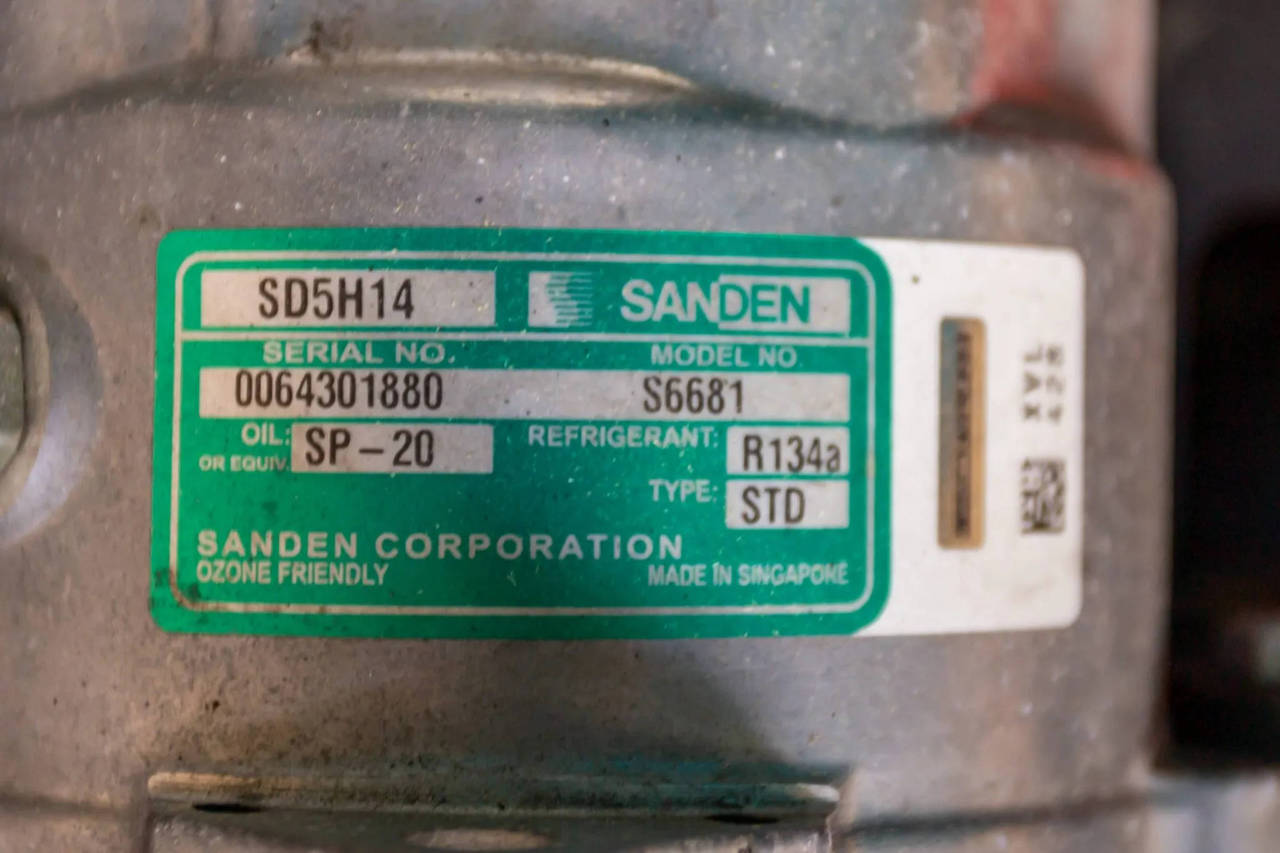 SD5H14 SANDEN
SERIAL NO. MODEL NO.
0064301880 S6681
OIL: SP-20 REFRIGERANT: R134a
OR EQUIV.
TYPE: STD
SANDEN CORPORATION
OZONE FRIENDLY MADE IN SINGAPORE